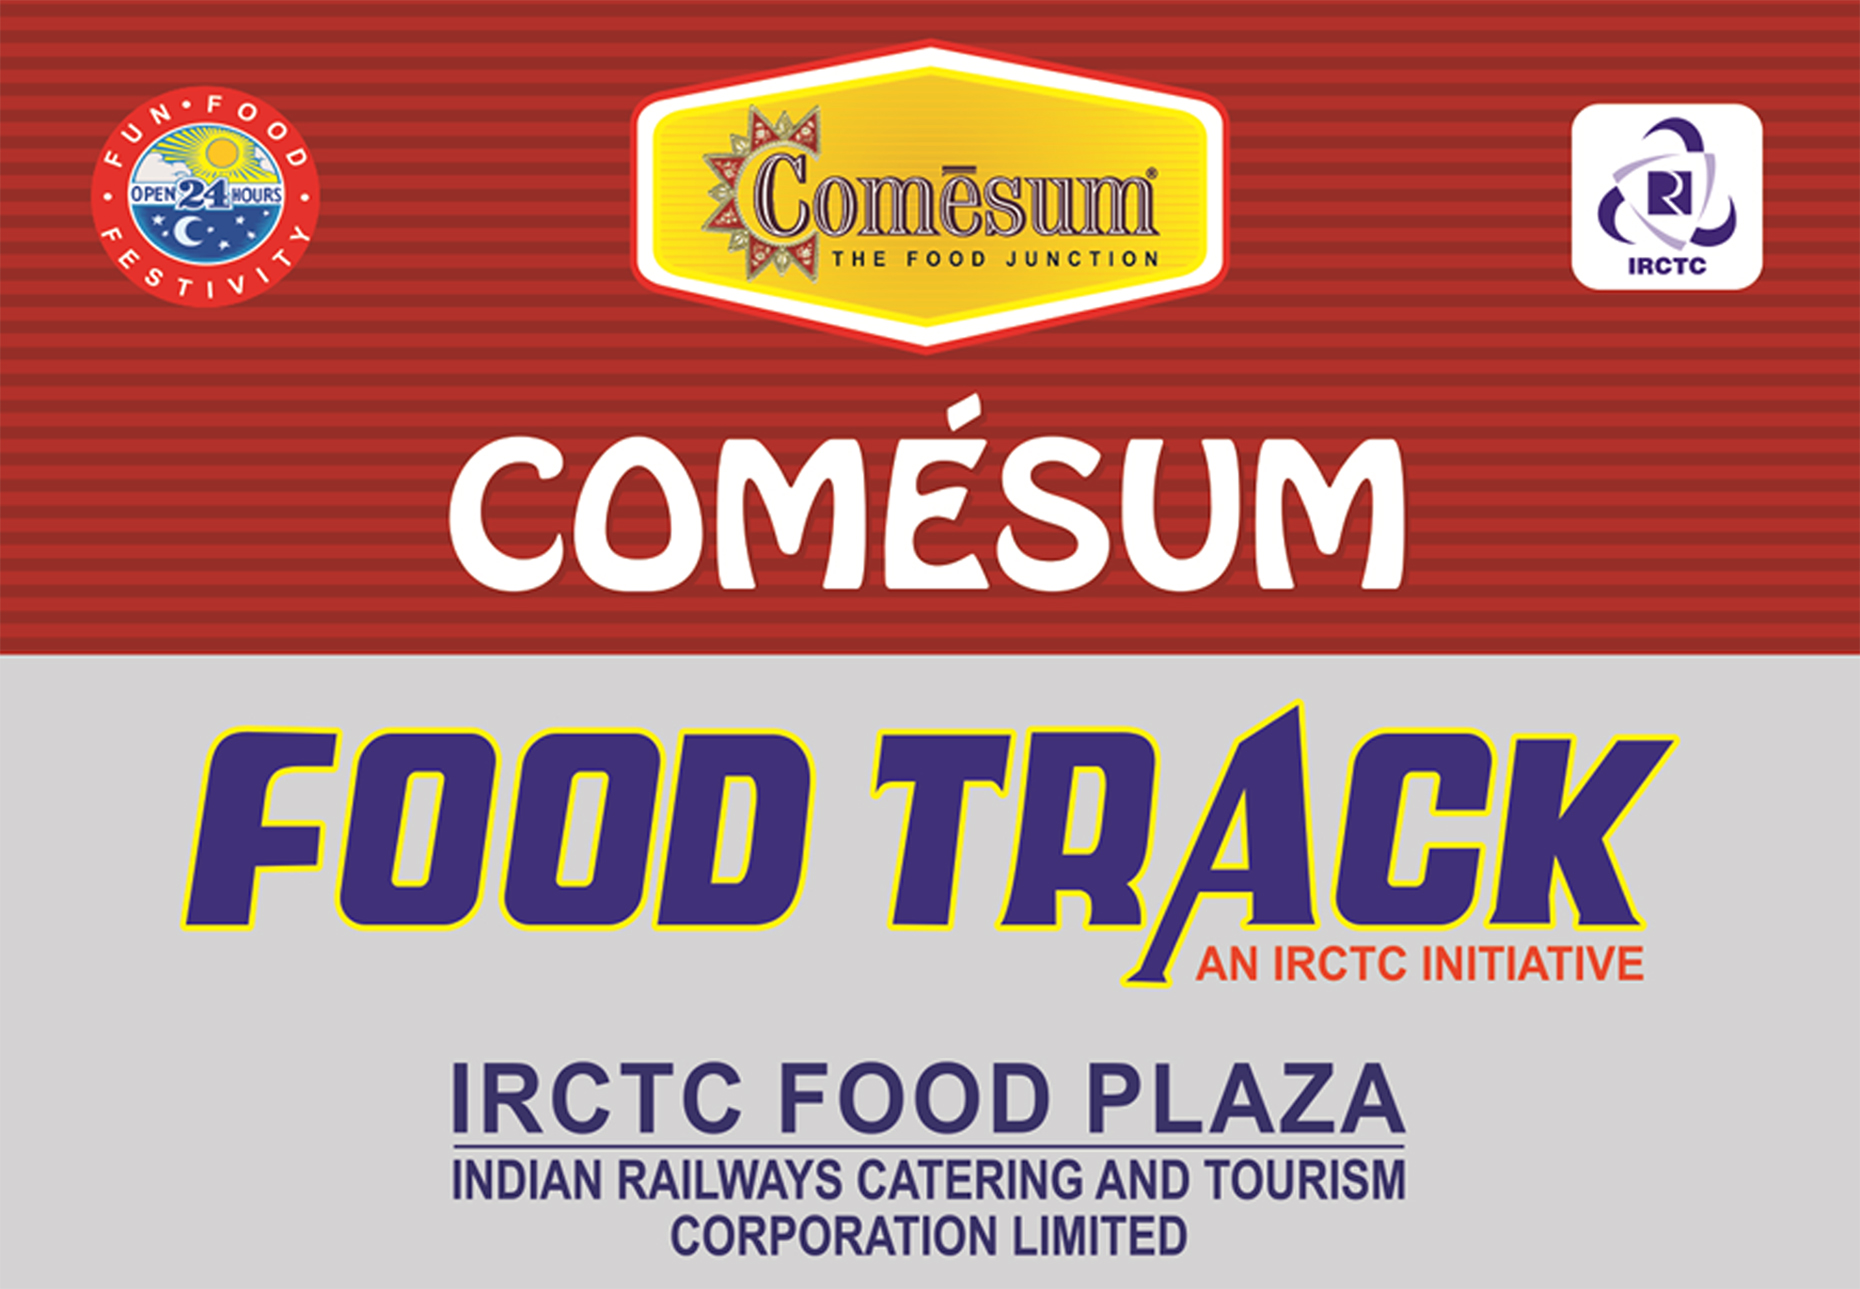 FUN • FOOD
• FESTIVITY •
OPEN 24 HOURS
Comēsum®
THE FOOD JUNCTION
IRCTC
COMÉSUM
FOOD TRACK
AN IRCTC INITIATIVE
IRCTC FOOD PLAZA
INDIAN RAILWAYS CATERING AND TOURISM
CORPORATION LIMITED